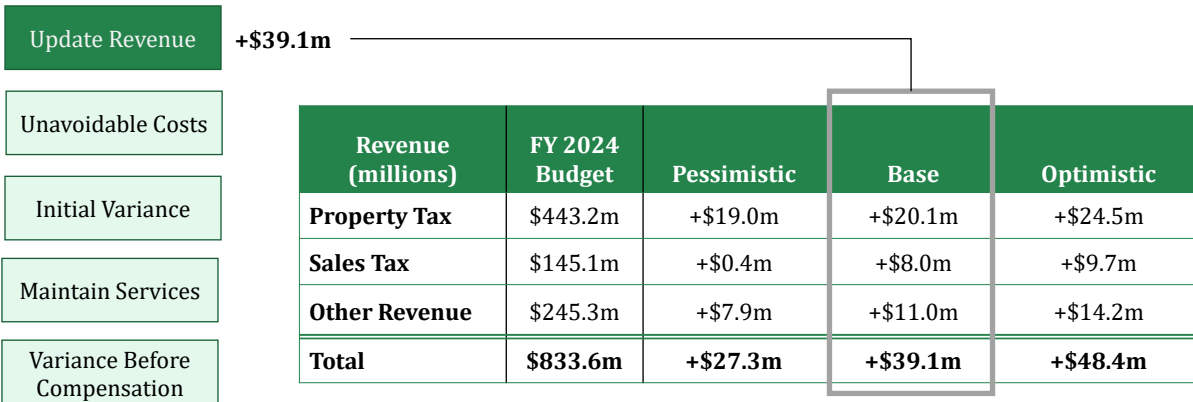 Update Revenue
+$39.1m
Unavoidable Costs
Initial Variance
Maintain Services
Variance Before
Compensation
Revenue
(millions)
FY 2024
Budget
Pessimistic
Base
Optimistic
Property Tax $443.2m +$19.0m +$20.1m +$24.5m
Sales Tax $145.1m +$0.4m +$8.0m +$9.7m
Other Revenue $245.3m +$7.9m +$11.0m +$14.2m
Total $833.6m +$27.3m +$39.1m +$48.4m